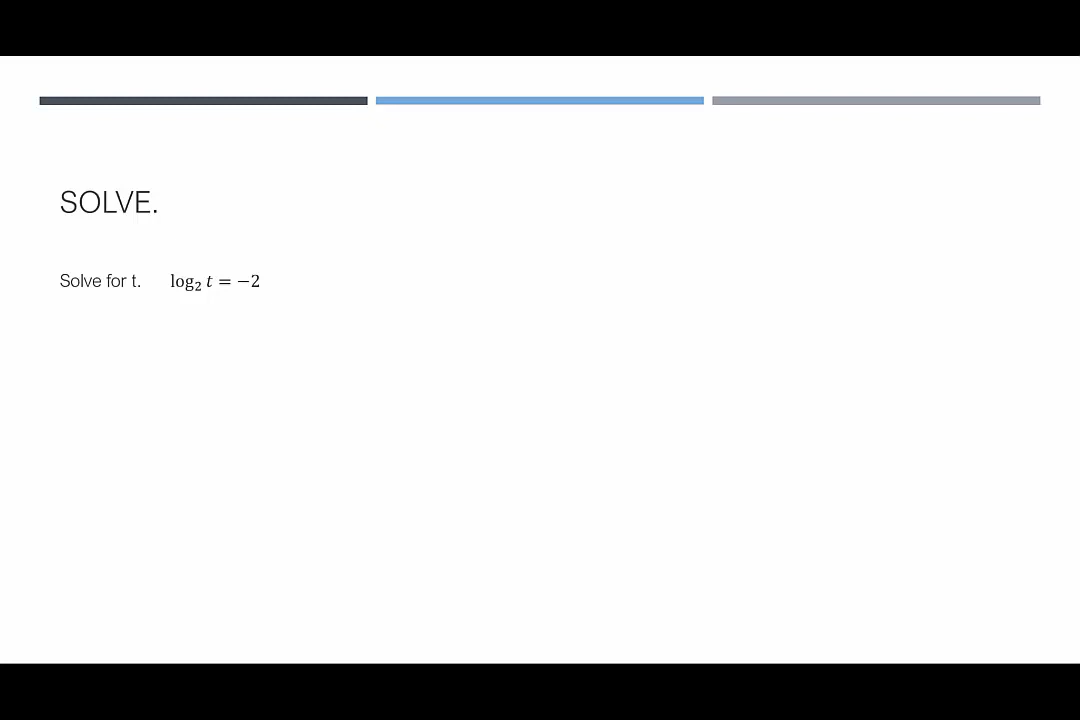 SOLVE.
Solve for t. log₂ t = −2